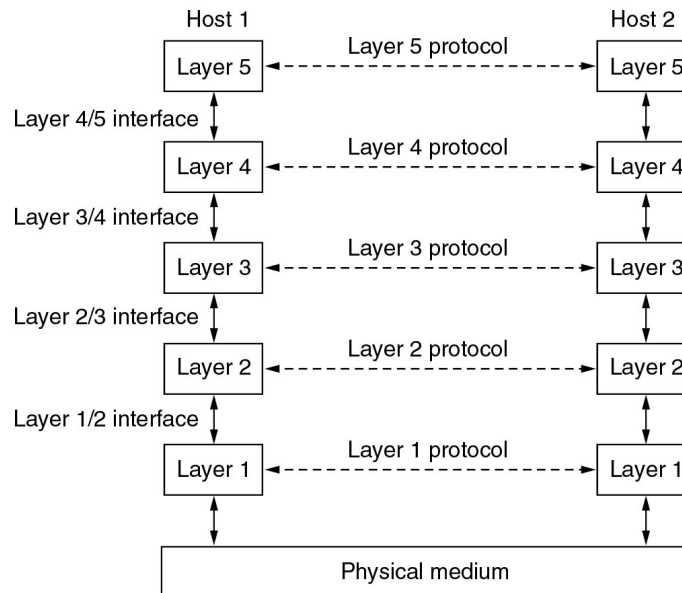 Host 1 Host 2
Layer 5 Layer 5 protocol Layer 5
Layer 4/5 interface
Layer 4 Layer 4 protocol Layer 4
Layer 3/4 interface
Layer 3 Layer 3 protocol Layer 3
Layer 2/3 interface
Layer 2 Layer 2 protocol Layer 2
Layer 1/2 interface
Layer 1 Layer 1 protocol Layer 1
Physical medium